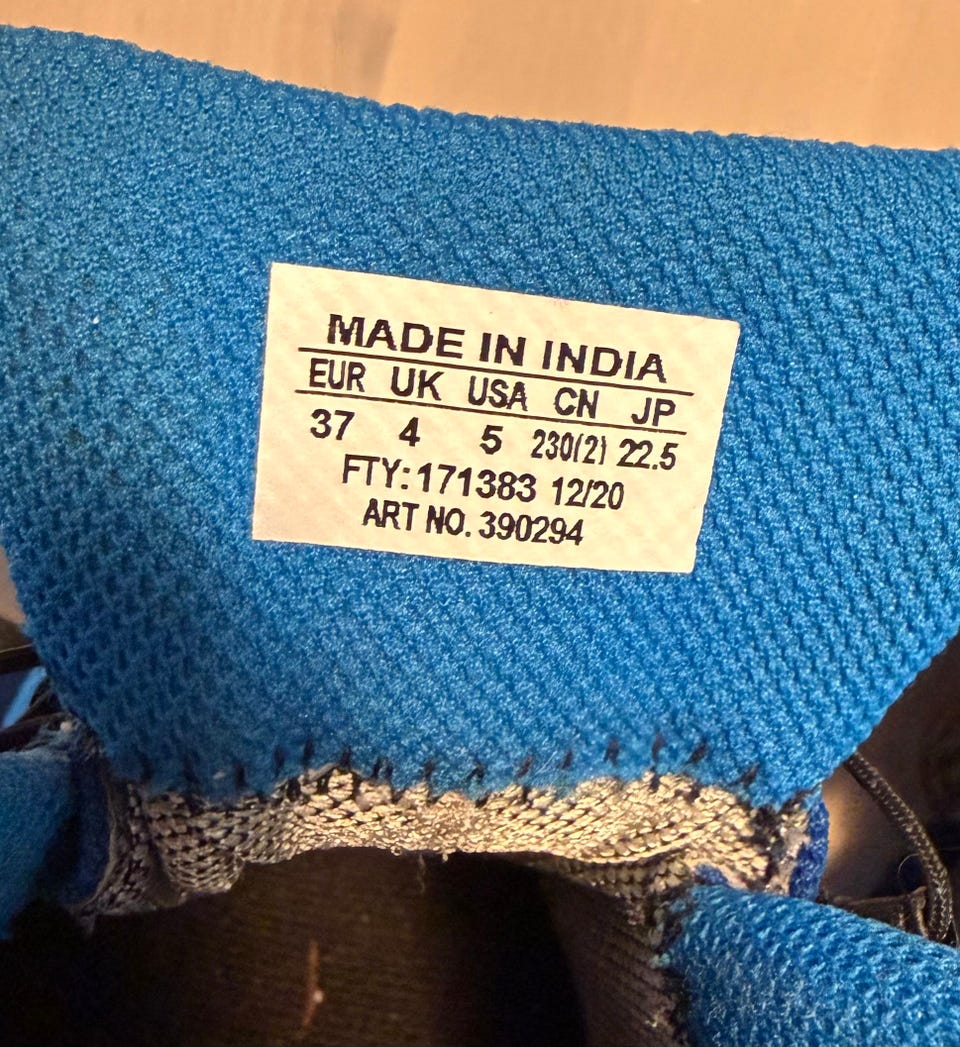 MADE IN INDIA
EUR UK USA CN JP
37 4 5 230(2) 22.5
FTY: 171383 12/20
ART NO. 390294